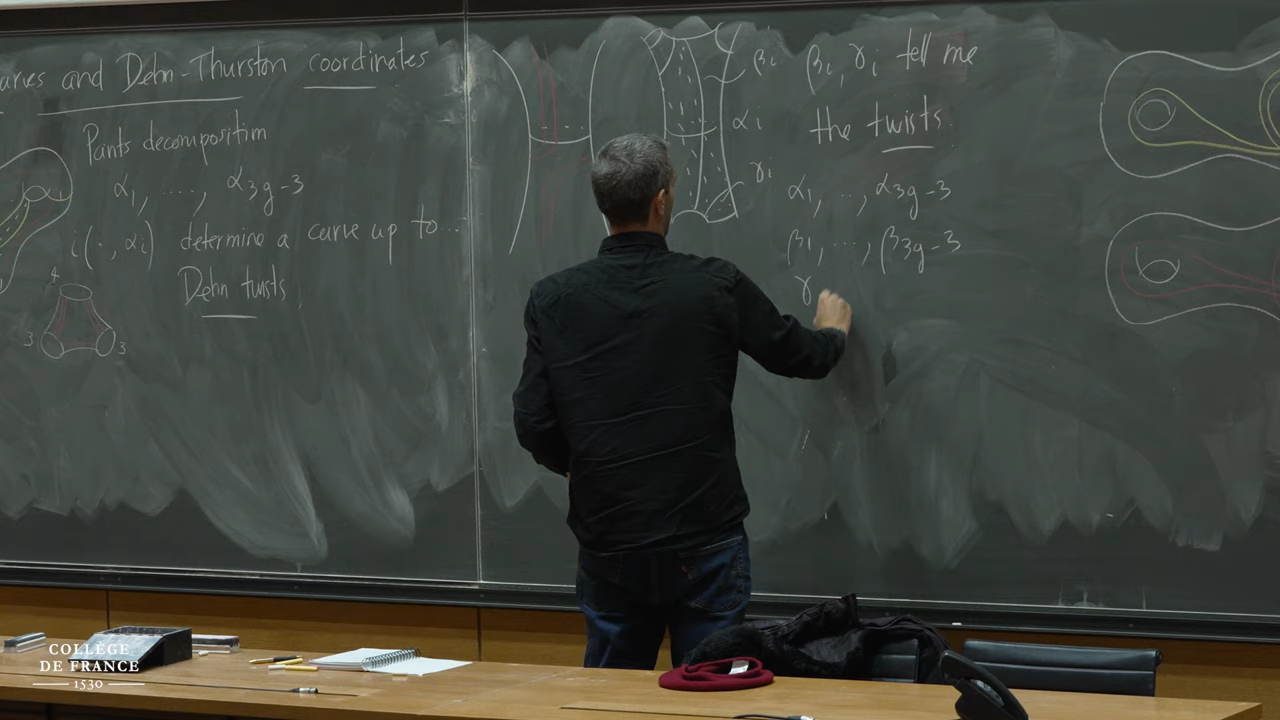 and Dehn-Thurston coordinates
Pants decomposition
α₁, ...., α₃g-3
i(·, αi) determine a curve up to...
Dehn twists
4
3
3
βi
αi
γi
βi, γi tell me
the twists.
α₁, ..., α₃g-3
β₁, ..., β₃g-3
γ
COLLÈGE
DE FRANCE
1530